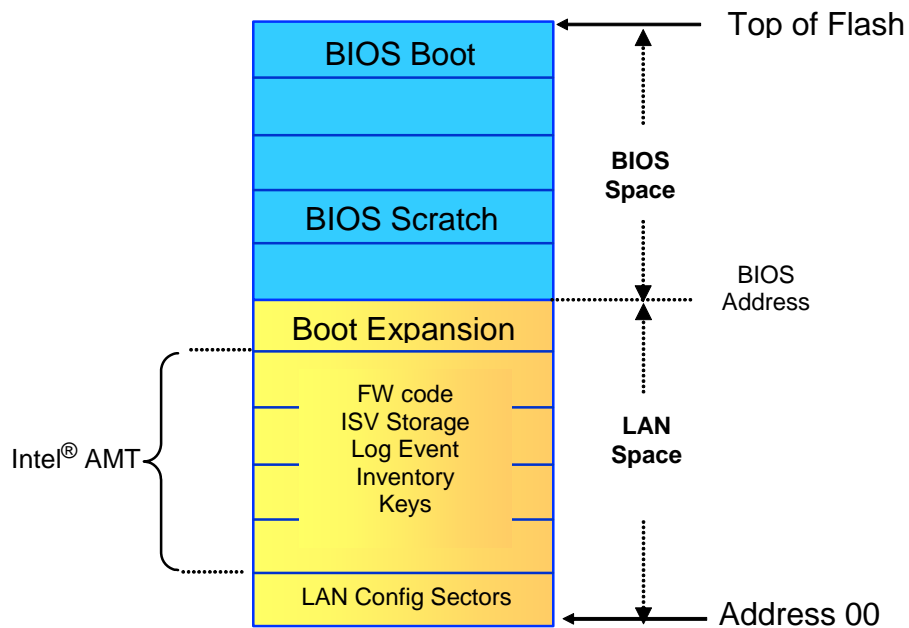 Top of Flash
BIOS Boot
BIOS
Space
BIOS Scratch
BIOS
Address
Boot Expansion
FW code
ISV Storage
Log Event
Inventory
Keys
LAN
Space
Intel® AMT
LAN Config Sectors
Address 00